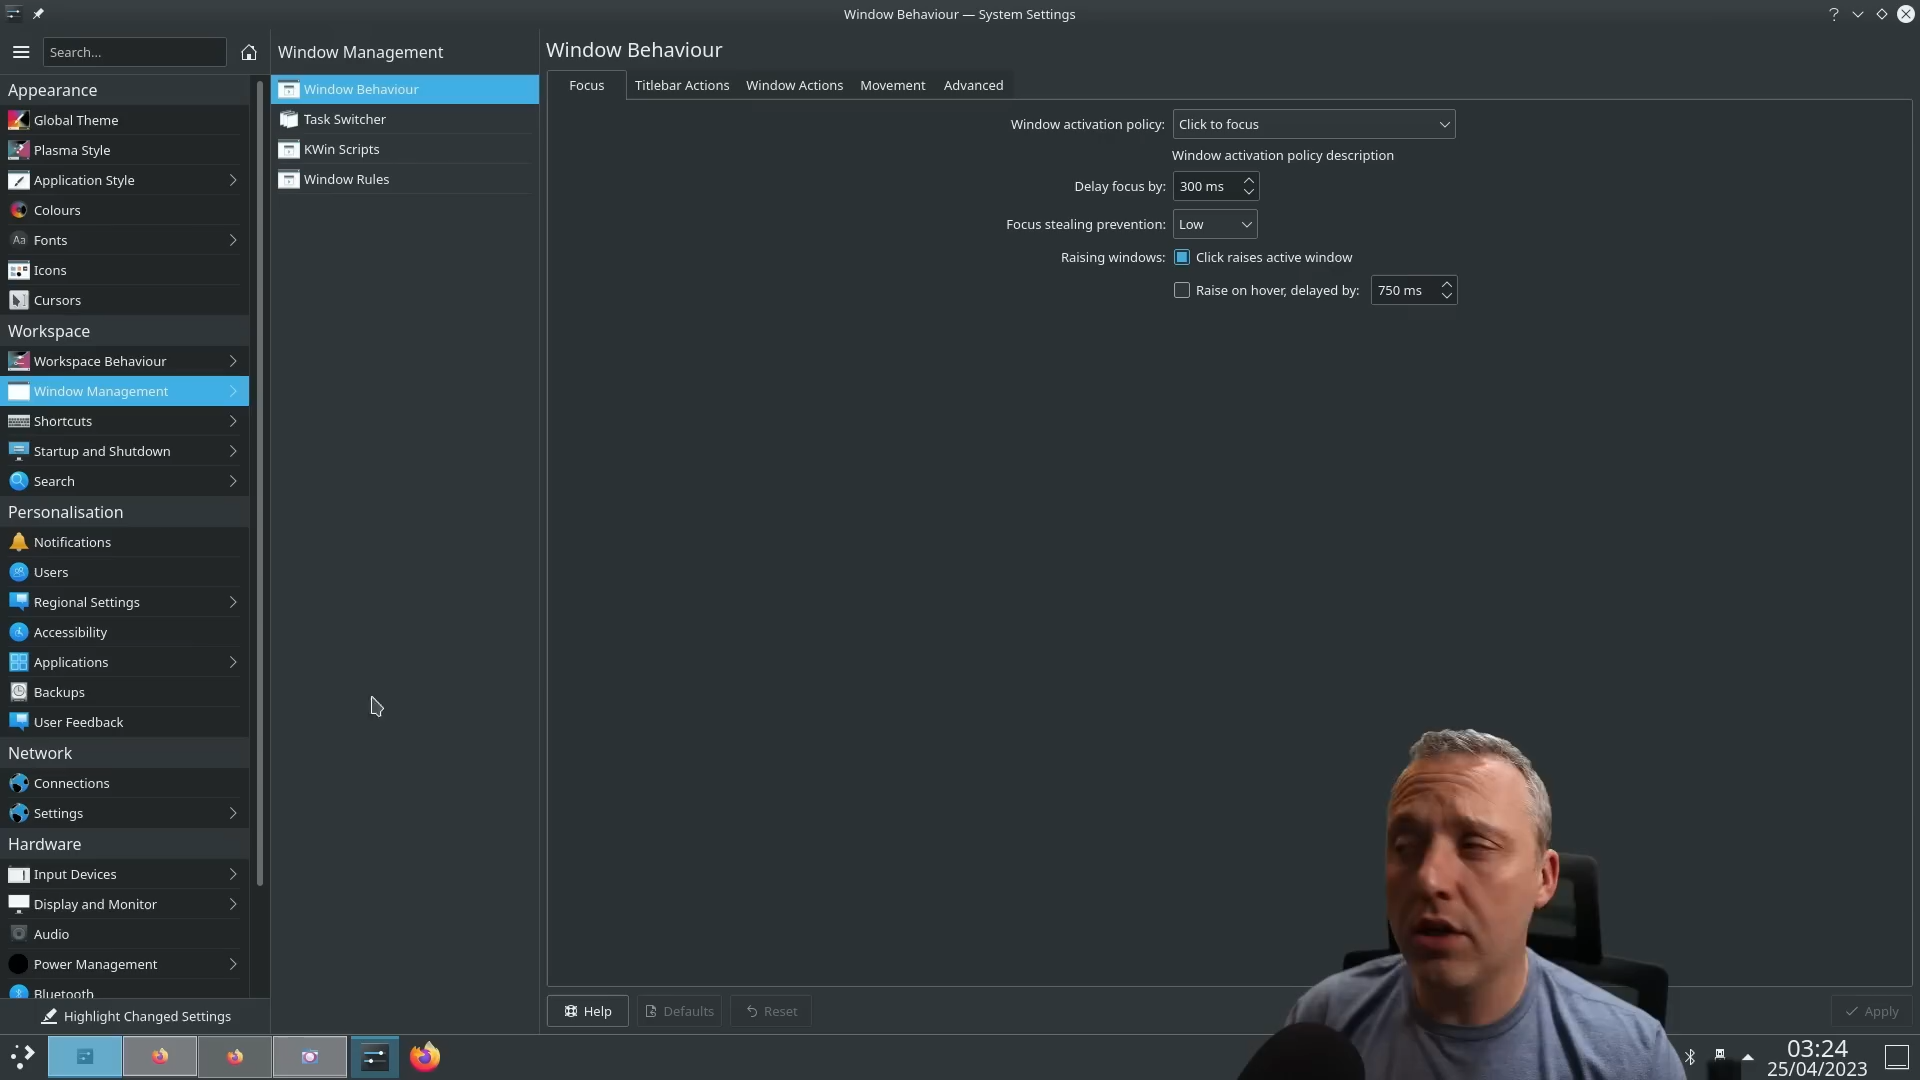 Window Behaviour — System Settings
Search...
Appearance
Global Theme
Plasma Style
Application Style
Colours
Fonts
Icons
Cursors
Workspace
Workspace Behaviour
Window Management
Shortcuts
Startup and Shutdown
Search
Personalisation
Notifications
Users
Regional Settings
Accessibility
Applications
Backups
User Feedback
Network
Connections
Settings
Hardware
Input Devices
Display and Monitor
Audio
Power Management
Bluetooth
Highlight Changed Settings
Window Management
Window Behaviour
Task Switcher
KWin Scripts
Window Rules
Window Behaviour
Focus Titlebar Actions Window Actions Movement Advanced
Window activation policy: Click to focus
Window activation policy description
Delay focus by: 300 ms
Focus stealing prevention: Low
Raising windows: Click raises active window
Raise on hover, delayed by: 750 ms
Help Defaults Reset Apply
03:24
25/04/2023